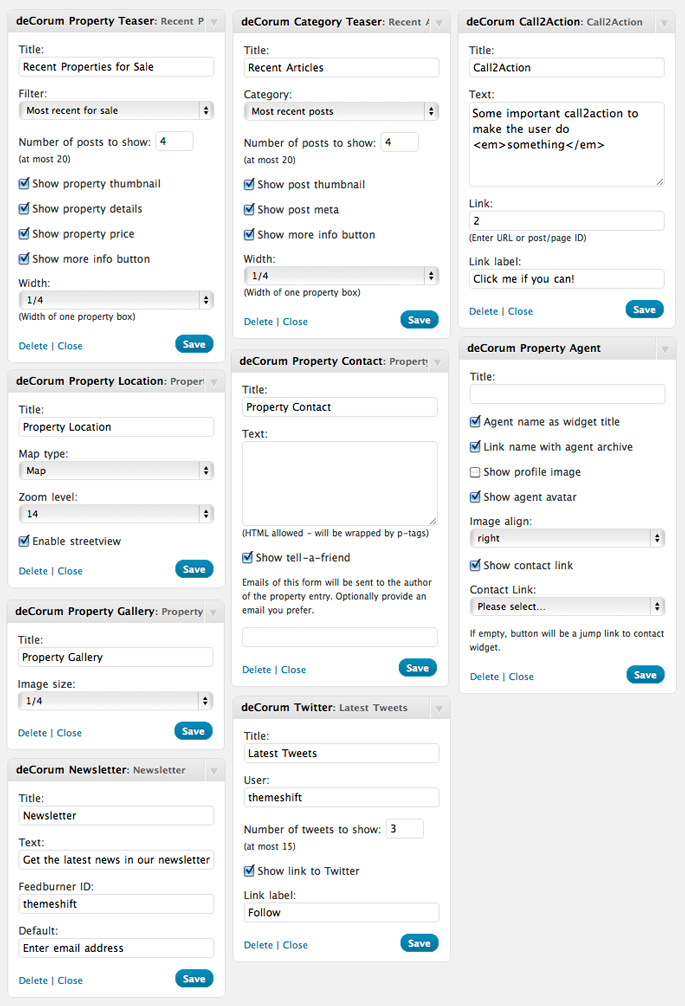 deCorum Property Teaser: Recent P
Title:
Recent Properties for Sale
Filter:
Most recent for sale
Number of posts to show: 4
(at most 20)
Show property thumbnail
Show property details
Show property price
Show more info button
Width:
1/4
(Width of one property box)
Delete | Close
Save
deCorum Property Location: Propert
Title:
Property Location
Map type:
Map
Zoom level:
14
Enable streetview
Delete | Close
Save
deCorum Property Gallery: Property
Title:
Property Gallery
Image size:
1/4
Delete | Close
Save
deCorum Newsletter: Newsletter
Title:
Newsletter
Text:
Get the latest news in our newsletter
Feedburner ID:
themeshift
Default:
Enter email address
Delete | Close
Save
deCorum Category Teaser: Recent A
Title:
Recent Articles
Category:
Most recent posts
Number of posts to show: 4
(at most 20)
Show post thumbnail
Show post meta
Show more info button
Width:
1/4
(Width of one property box)
Delete | Close
Save
deCorum Property Contact: Property
Title:
Property Contact
Text:
(HTML allowed - will be wrapped by p-tags)
Show tell-a-friend
Emails of this form will be sent to the author
of the property entry. Optionally provide an
email you prefer.
Delete | Close
Save
deCorum Twitter: Latest Tweets
Title:
Latest Tweets
User:
themeshift
Number of tweets to show: 3
(at most 15)
Show link to Twitter
Link label:
Follow
Delete | Close
Save
deCorum Call2Action: Call2Action
Title:
Call2Action
Text:
Some important call2action to
make the user do
<em>something</em>
Link:
2
(Enter URL or post/page ID)
Link label:
Click me if you can!
Delete | Close
Save
deCorum Property Agent
Title:
Agent name as widget title
Link name with agent archive
Show profile image
Show agent avatar
Image align:
right
Show contact link
Contact Link:
Please select...
If empty, button will be a jump link to contact
widget.
Delete | Close
Save